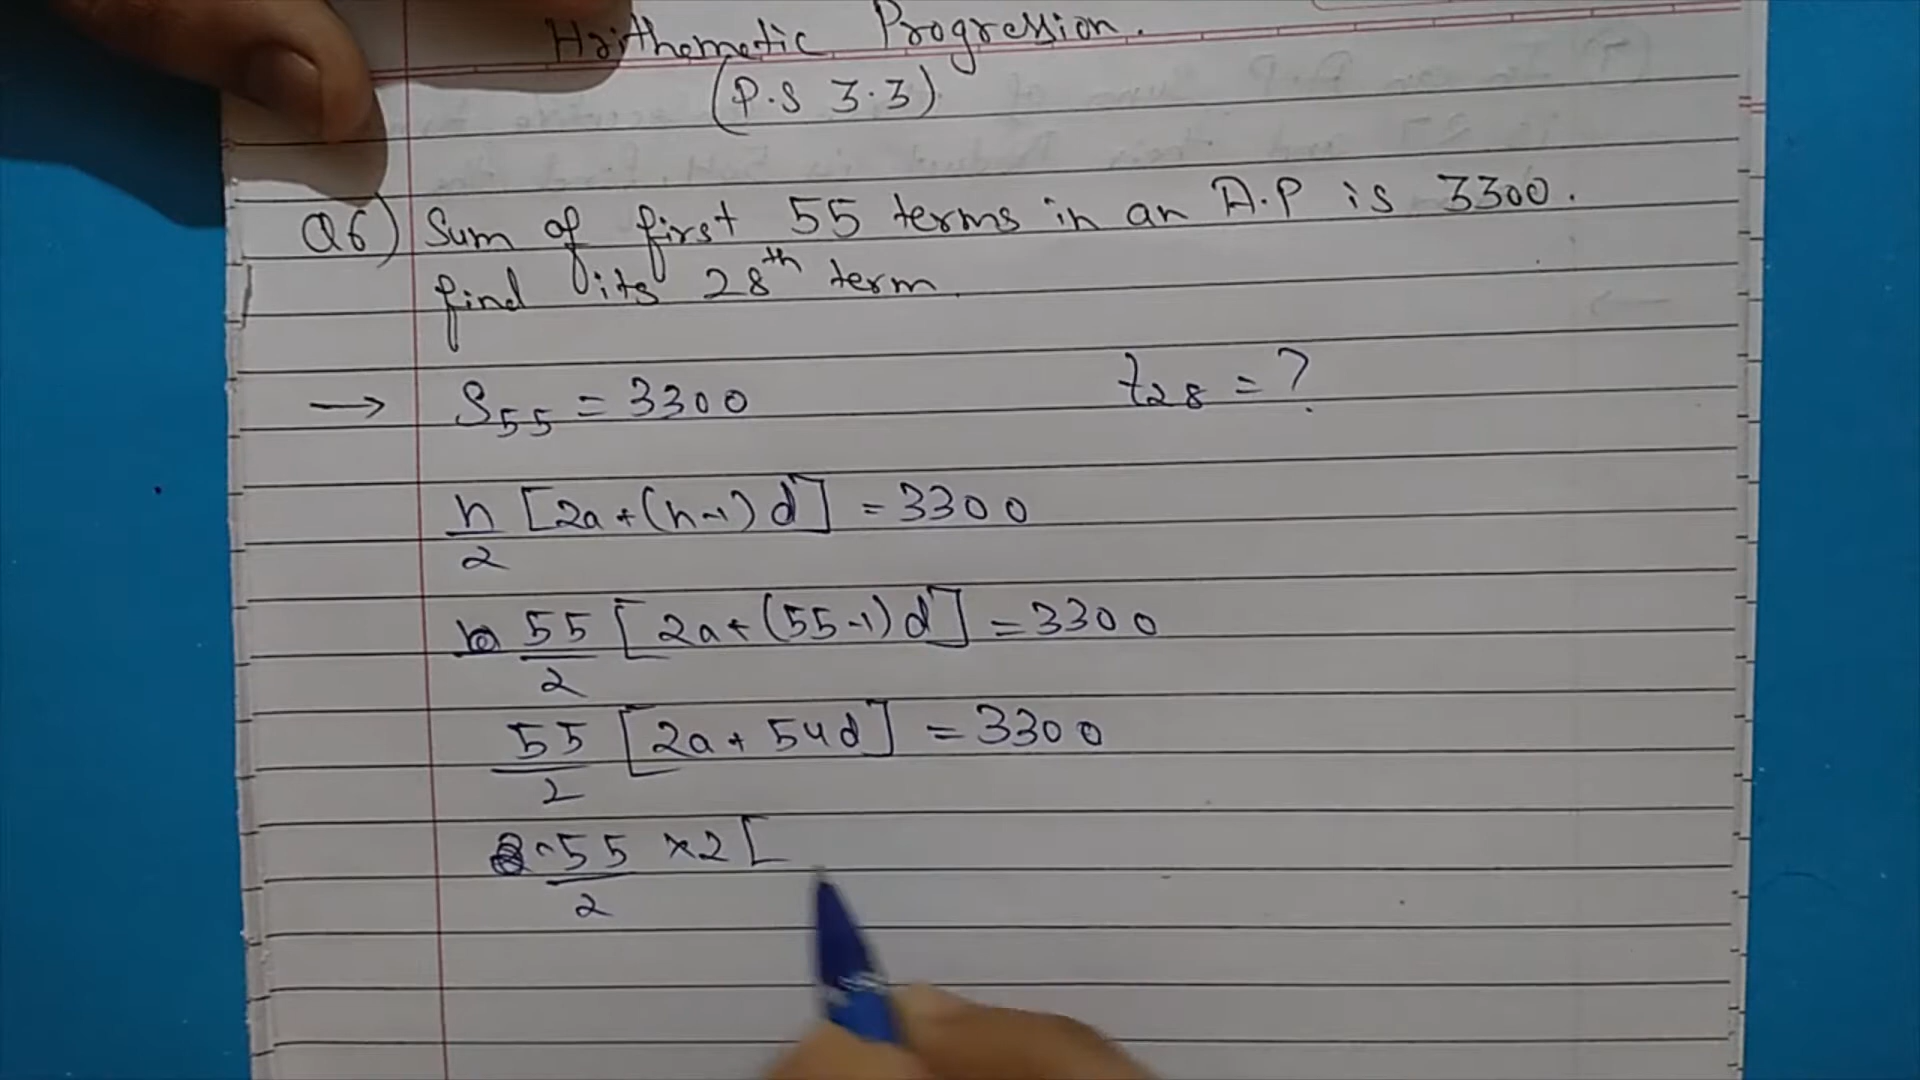 Arithemetic Progression.
(P.S 3.3)
Q6) Sum of first 55 terms in an A.P is 3300.
find its 28th term.
→ S55 = 3300 t28 = ?
n/2 [2a + (n-1) d] = 3300
55/2 [2a + (55-1) d] = 3300
55/2 [2a + 54d] = 3300
55/2 × 2 [